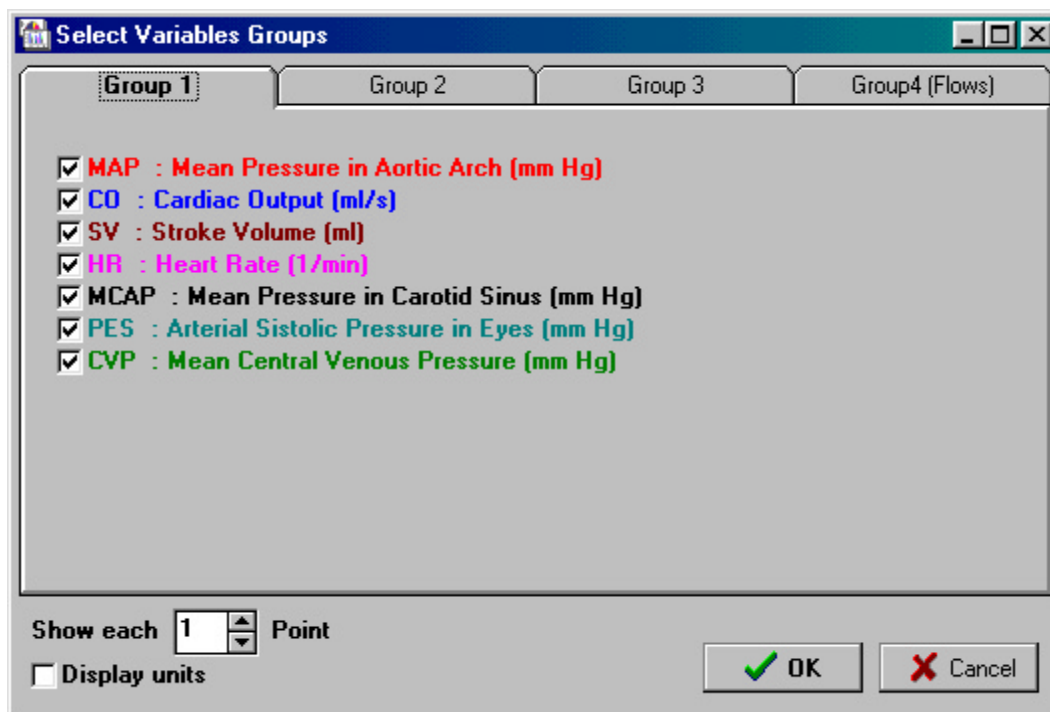 Select Variables Groups
Group 1 Group 2 Group 3 Group4 (Flows)
MAP : Mean Pressure in Aortic Arch (mm Hg)
CO : Cardiac Output (ml/s)
SV : Stroke Volume (ml)
HR : Heart Rate (1/min)
MCAP : Mean Pressure in Carotid Sinus (mm Hg)
PES : Arterial Sistolic Pressure in Eyes (mm Hg)
CVP : Mean Central Venous Pressure (mm Hg)
Show each 1 Point
Display units
OK Cancel